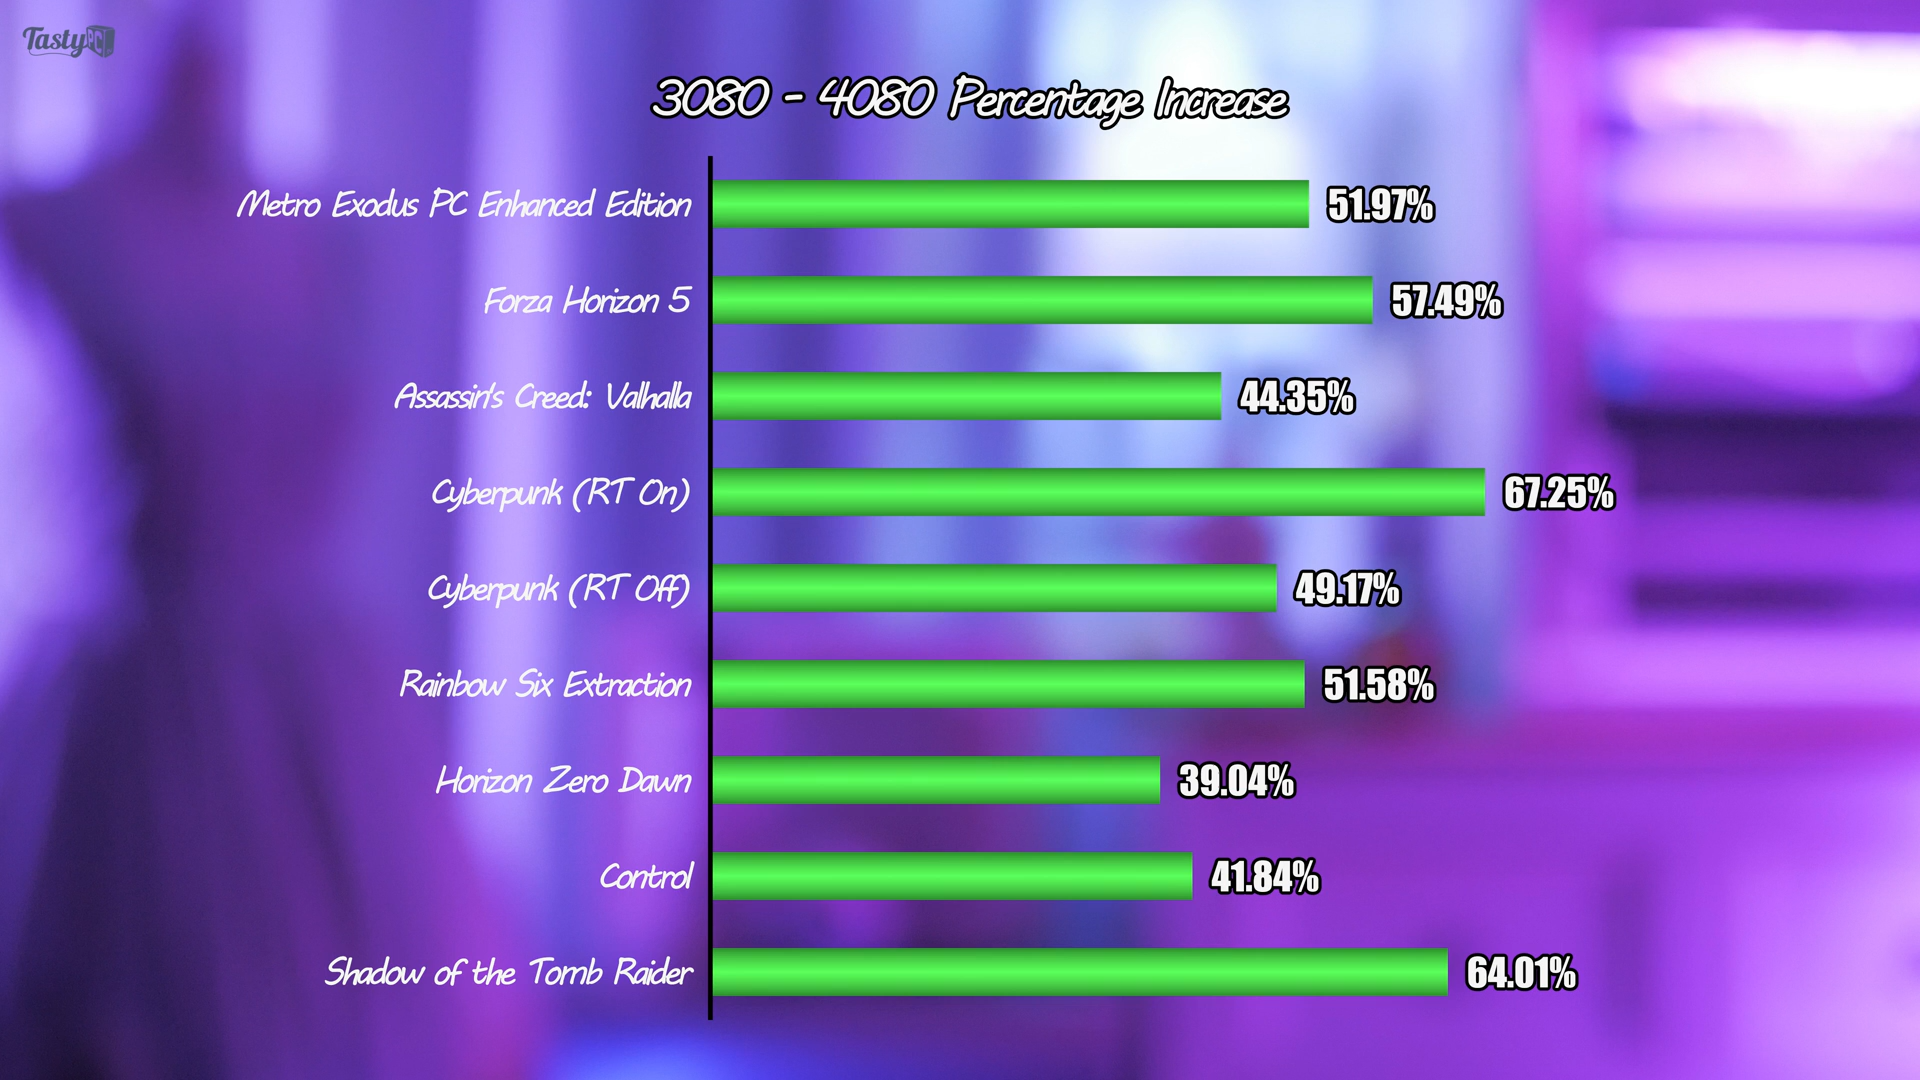 TastyPC
3080 - 4080 Percentage Increase
Metro Exodus PC Enhanced Edition 51.97%
Forza Horizon 5 57.49%
Assassin's Creed: Valhalla 44.35%
Cyberpunk (RT On) 67.25%
Cyberpunk (RT Off) 49.17%
Rainbow Six Extraction 51.58%
Horizon Zero Dawn 39.04%
Control 41.84%
Shadow of the Tomb Raider 64.01%